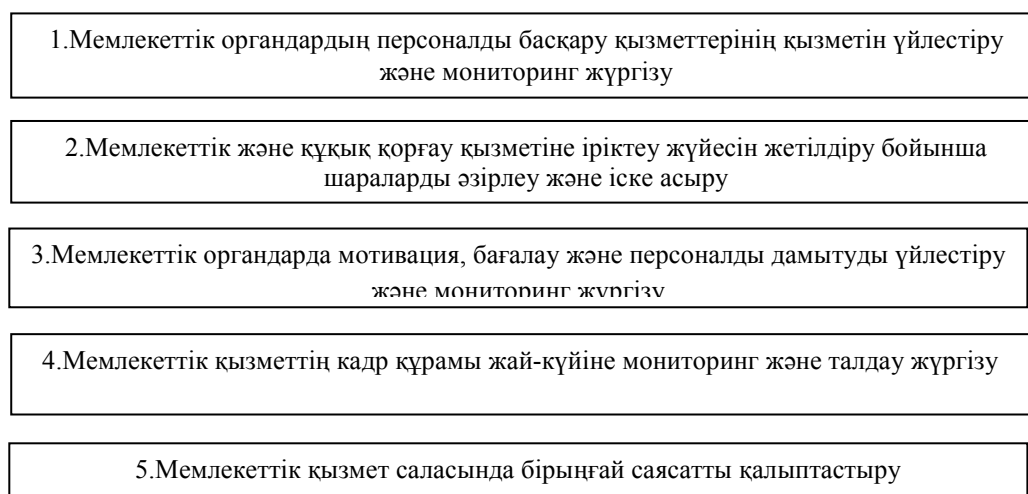 1.Мемлекеттік органдардың персоналды басқару қызметтерінің қызметін үйлестіру
және мониторинг жүргізу
2.Мемлекеттік және құқық қорғау қызметіне іріктеу жүйесін жетілдіру бойынша
шараларды әзірлеу және іске асыру
3.Мемлекеттік органдарда мотивация, бағалау және персоналды дамытуды үйлестіру
және мониторинг жүргізу
4.Мемлекеттік қызметтің кадр құрамы жай-күйіне мониторинг және талдау жүргізу
5.Мемлекеттік қызмет саласында бірыңғай саясатты қалыптастыру